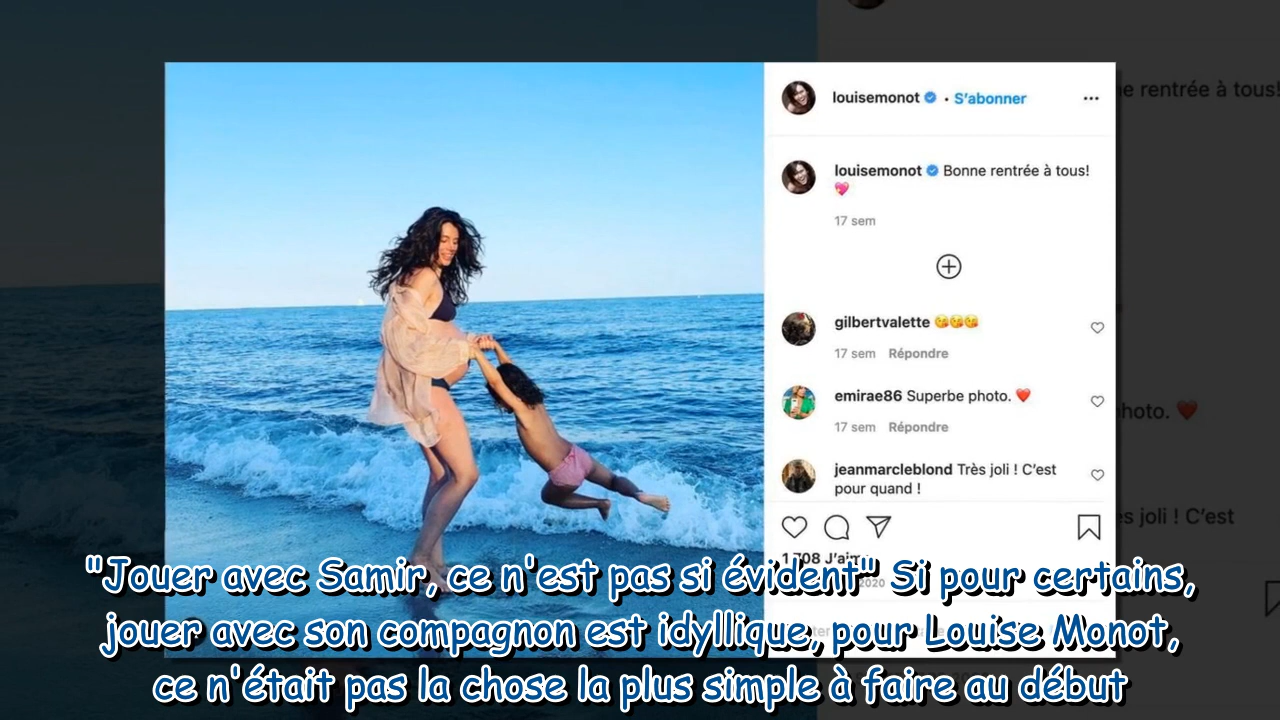 louisemonot • S'abonner
louisemonot Bonne rentrée à tous!
💖
17 sem
gilbertvalette 😘😘😘
17 sem Répondre
emirae86 Superbe photo. ❤️
17 sem Répondre
jeanmarcleblond Très joli ! C'est
pour quand !
J'aim
2020
"Jouer avec Samir, ce n'est pas si évident" Si pour certains,
jouer avec son compagnon est idyllique, pour Louise Monot,
ce n'était pas la chose la plus simple à faire au début
ne rentrée à tous!
photo. ❤️
s joli ! C'est